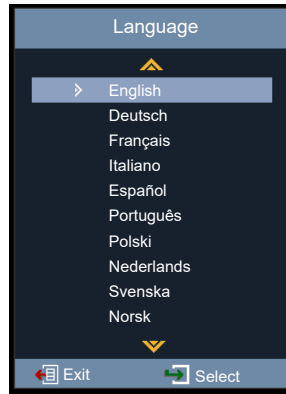 Language
English
Deutsch
Français
Italiano
Español
Português
Polski
Nederlands
Svenska
Norsk
Exit Select